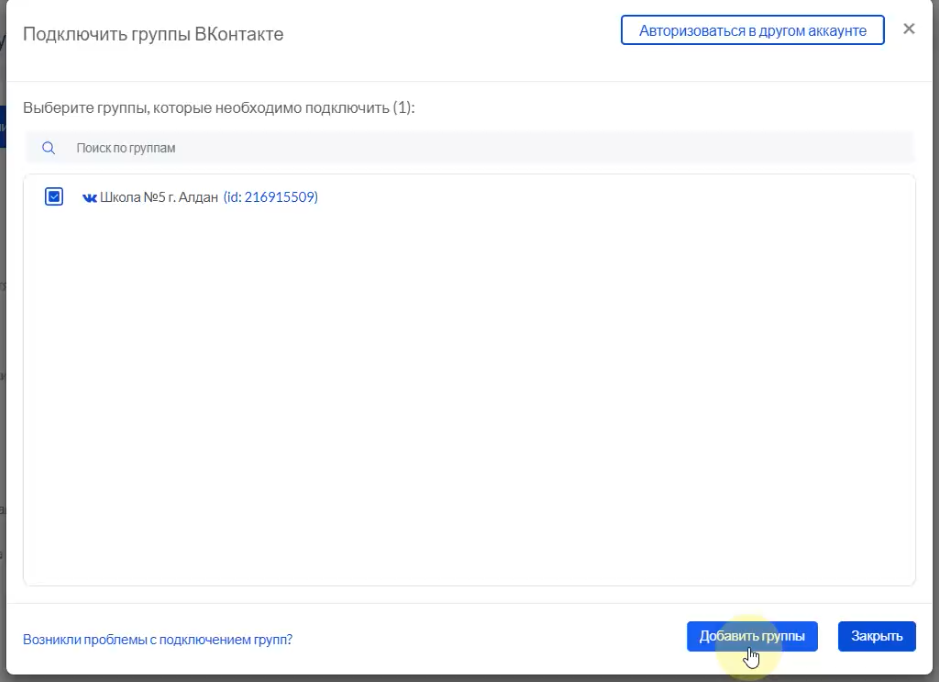 Подключить группы ВКонтакте
Авторизоваться в другом аккаунте
Выберите группы, которые необходимо подключить (1):
Поиск по группам
Школа №5 г. Алдан (id: 216915509)
Возникли проблемы с подключением групп?
Добавить группы
Закрыть